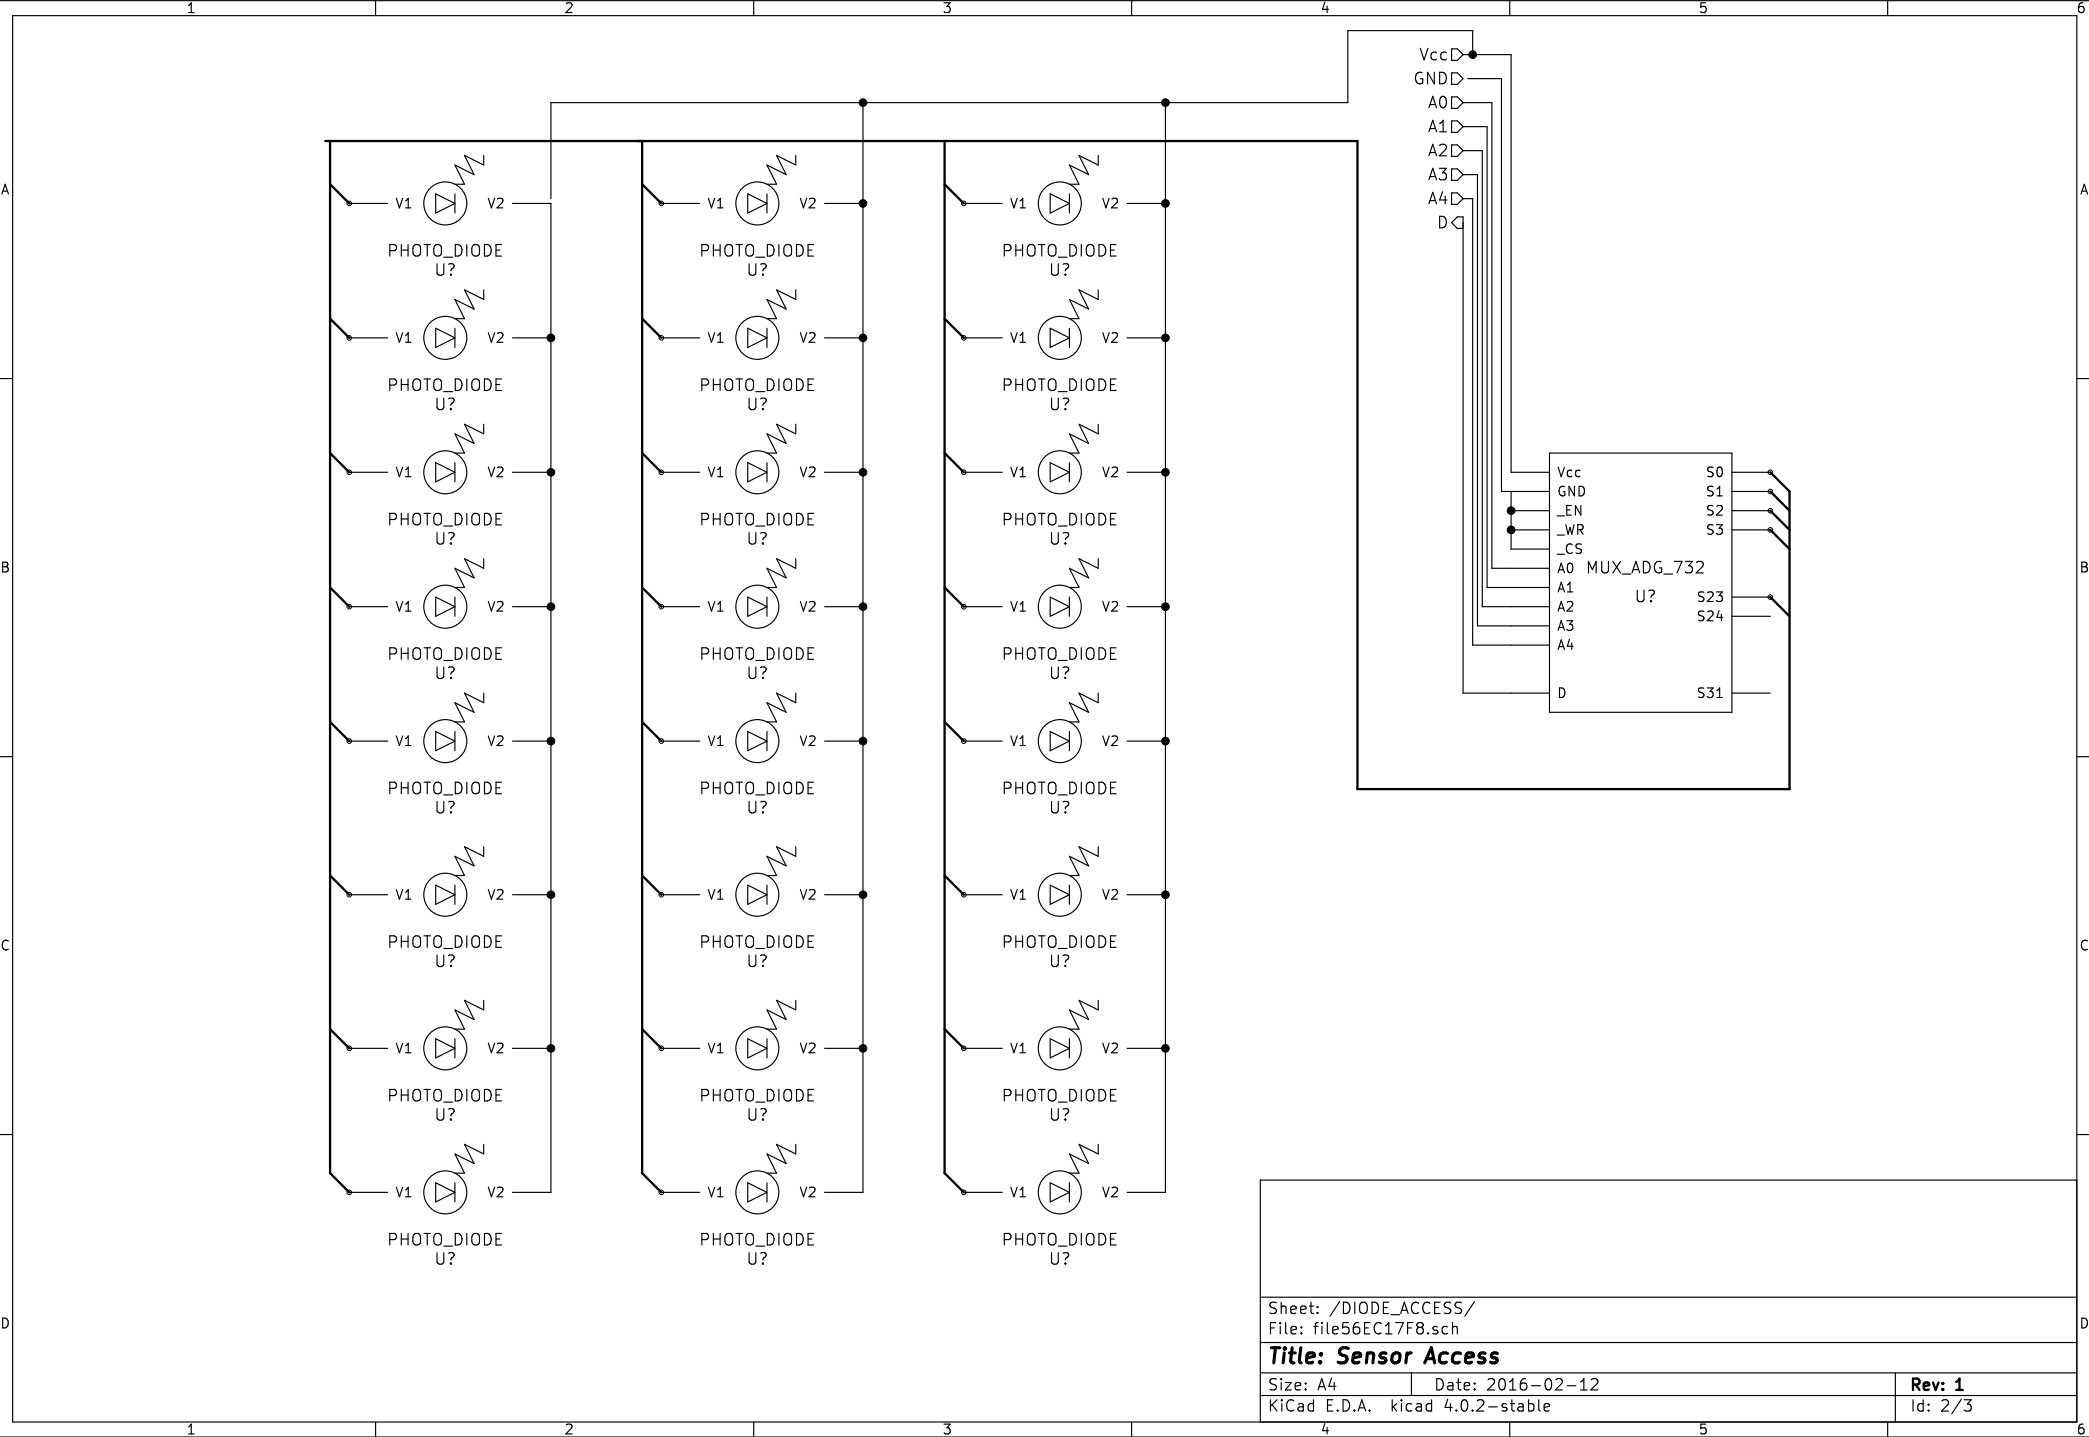 1 2 3 4 5 6
Vcc
GND
A0
A1
A2
A3
A4
D
A A
V1 V2 V1 V2 V1 V2
PHOTO_DIODE PHOTO_DIODE PHOTO_DIODE
U? U? U?
V1 V2 V1 V2 V1 V2
PHOTO_DIODE PHOTO_DIODE PHOTO_DIODE
U? U? U?
V1 V2 V1 V2 V1 V2
PHOTO_DIODE PHOTO_DIODE PHOTO_DIODE
U? U? U?
Vcc S0
GND S1
_EN S2
_WR S3
_CS
B A0 MUX_ADG_732 B
A1
U? S23
A2
S24
A3
A4
D S31
V1 V2 V1 V2 V1 V2
PHOTO_DIODE PHOTO_DIODE PHOTO_DIODE
U? U? U?
V1 V2 V1 V2 V1 V2
PHOTO_DIODE PHOTO_DIODE PHOTO_DIODE
U? U? U?
V1 V2 V1 V2 V1 V2
PHOTO_DIODE PHOTO_DIODE PHOTO_DIODE
C C
U? U? U?
V1 V2 V1 V2 V1 V2
PHOTO_DIODE PHOTO_DIODE PHOTO_DIODE
U? U? U?
V1 V2 V1 V2 V1 V2
PHOTO_DIODE PHOTO_DIODE PHOTO_DIODE
U? U? U?
Sheet: /DIODE_ACCESS/
D D
File: file56EC17F8.sch
Title: Sensor Access
Size: A4 Date: 2016-02-12 Rev: 1
KiCad E.D.A. kicad 4.0.2-stable Id: 2/3
1 2 3 4 5 6